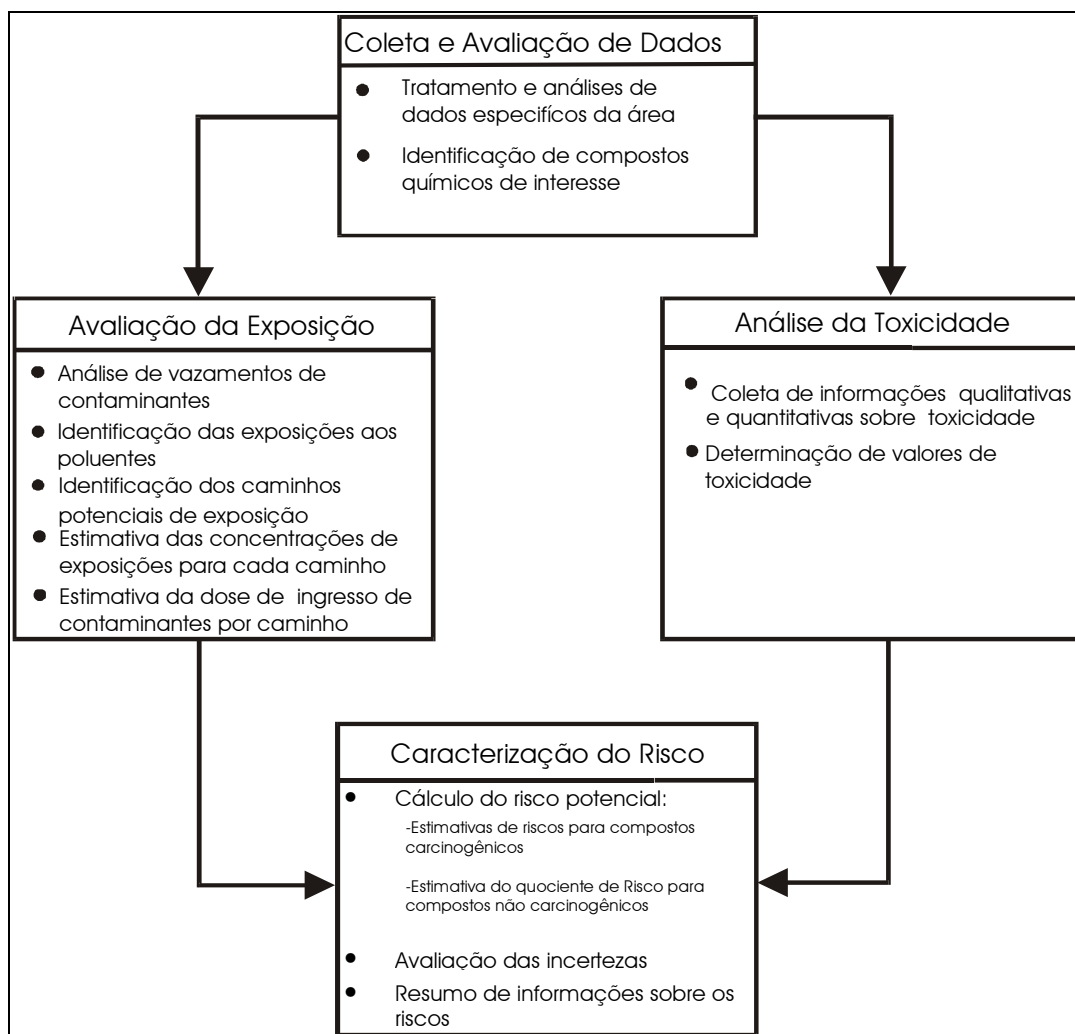 Coleta e Avaliação de Dados
● Tratamento e análises de
dados especifícos da área
● Identificação de compostos
químicos de interesse
Avaliação da Exposição
● Análise de vazamentos de
contaminantes
● Identificação das exposições aos
poluentes
● Identificação dos caminhos
potenciais de exposição
● Estimativa das concentrações de
exposições para cada caminho
● Estimativa da dose de ingresso de
contaminantes por caminho
Análise da Toxicidade
● Coleta de informações qualitativas
e quantitativas sobre toxicidade
● Determinação de valores de
toxicidade
Caracterização do Risco
● Cálculo do risco potencial:
-Estimativas de riscos para compostos
carcinogênicos
-Estimativa do quociente de Risco para
compostos não carcinogênicos
● Avaliação das incertezas
● Resumo de informações sobre os
riscos